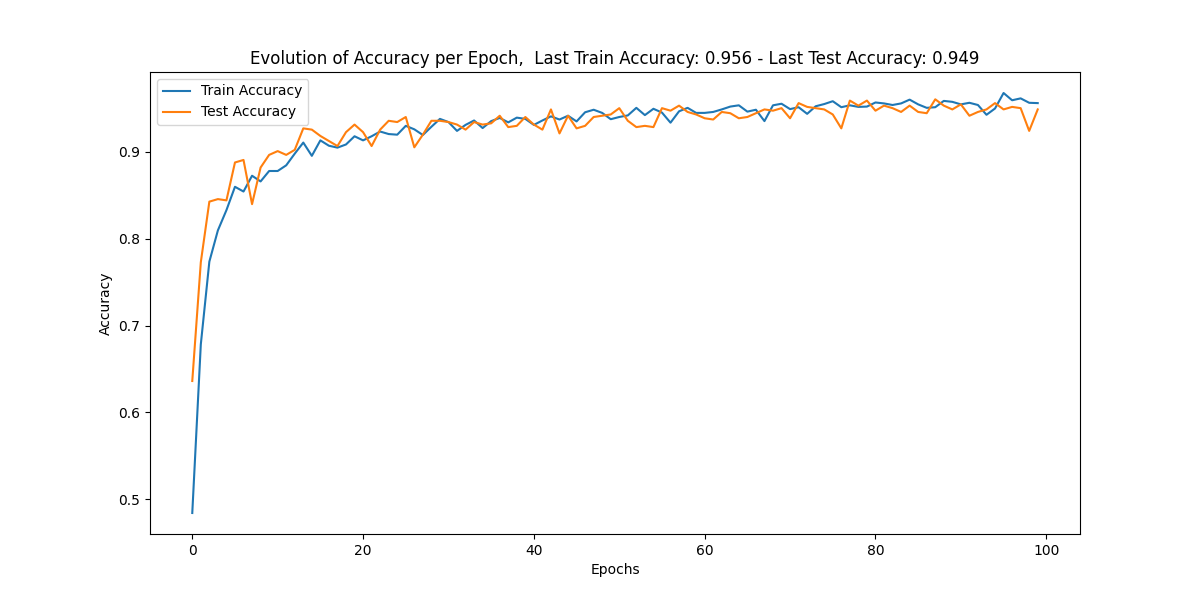 Evolution of Accuracy per Epoch,  Last Train Accuracy: 0.956 - Last Test Accuracy: 0.949
Train Accuracy
Test Accuracy
0.9
0.8
0.7
0.6
0.5
Accuracy
0 20 40 60 80 100
Epochs